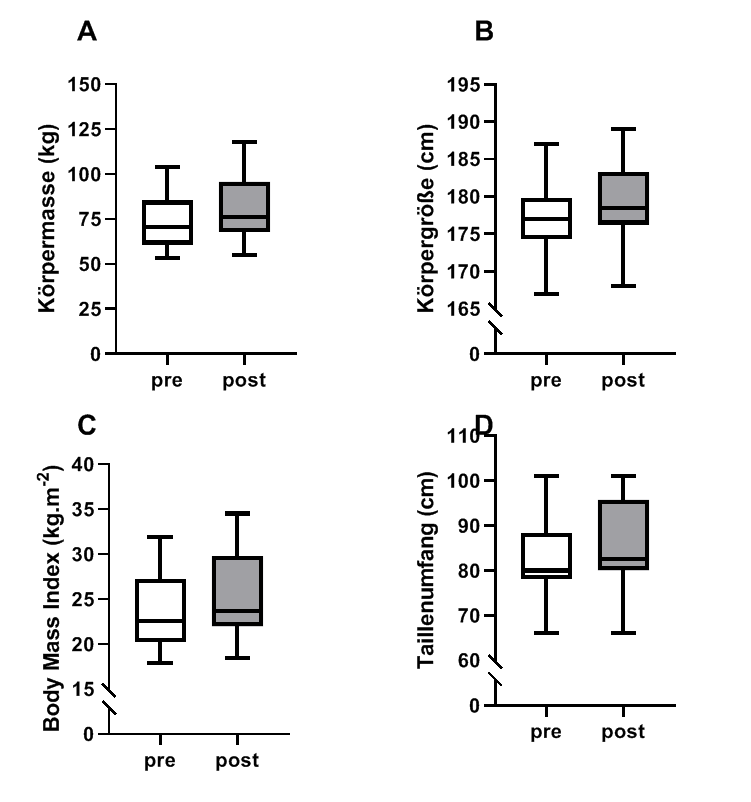 A
Körpermasse (kg)
150
125
100
75
50
25
0
pre post
B
Körpergröße (cm)
195
190
185
180
175
170
165
0
pre post
C
Body Mass Index (kg.m-2)
40
35
30
25
20
15
0
pre post
D
Taillenumfang (cm)
110
100
90
80
70
60
0
pre post